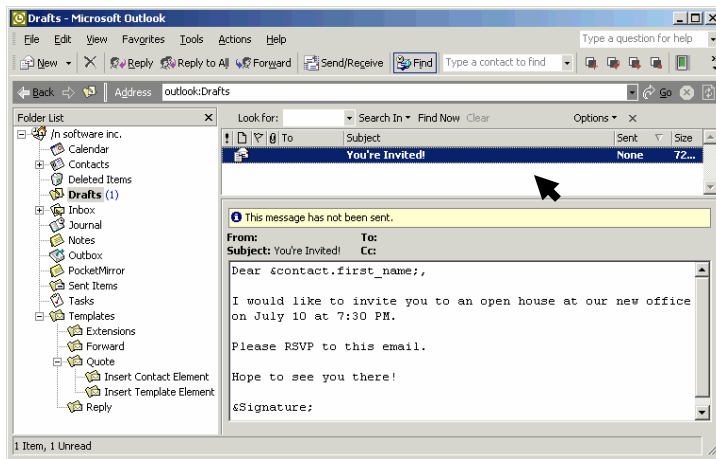 Drafts - Microsoft Outlook
File Edit View Favorites Tools Actions Help Type a question for help
New Reply Reply to All Forward Send/Receive Find Type a contact to find
Back Address outlook:Drafts Go
Folder List Look for: Search In Find Now Clear Options
/n software inc. ! To Subject Sent Size
Calendar You're Invited! None 72...
Contacts
Deleted Items
Drafts (1)
Inbox
Journal
Notes
Outbox
PocketMirror
Sent Items
Tasks
Templates
Extensions
Forward
Quote
Insert Contact Element
Insert Template Element
Reply
This message has not been sent.
From: To:
Subject: You're Invited! Cc:
Dear &contact.first_name;,
I would like to invite you to an open house at our new office
on July 10 at 7:30 PM.
Please RSVP to this email.
Hope to see you there!
&Signature;
1 Item, 1 Unread